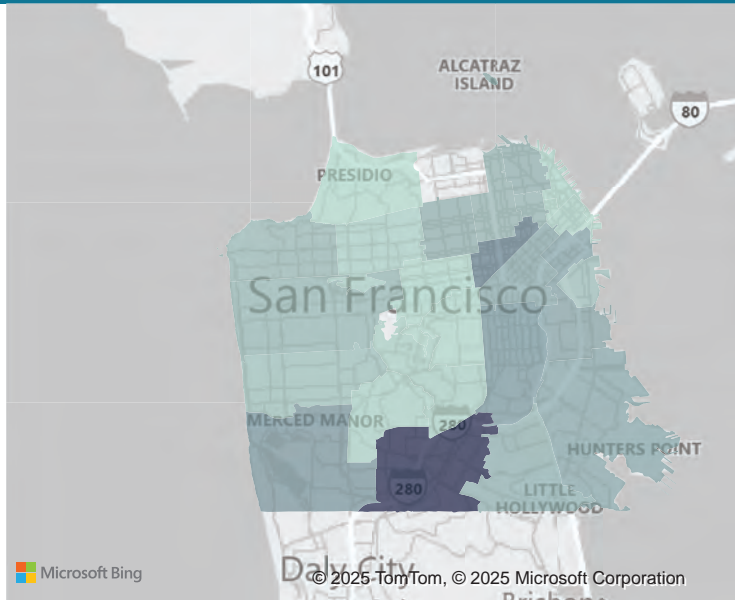 101
ALCATRAZ
ISLAND
80
PRESIDIO
San Francisco
MERCED MANOR
280
HUNTERS POINT
280
LITTLE
HOLLYWOOD
Daly City
Microsoft Bing
© 2025 TomTom, © 2025 Microsoft Corporation